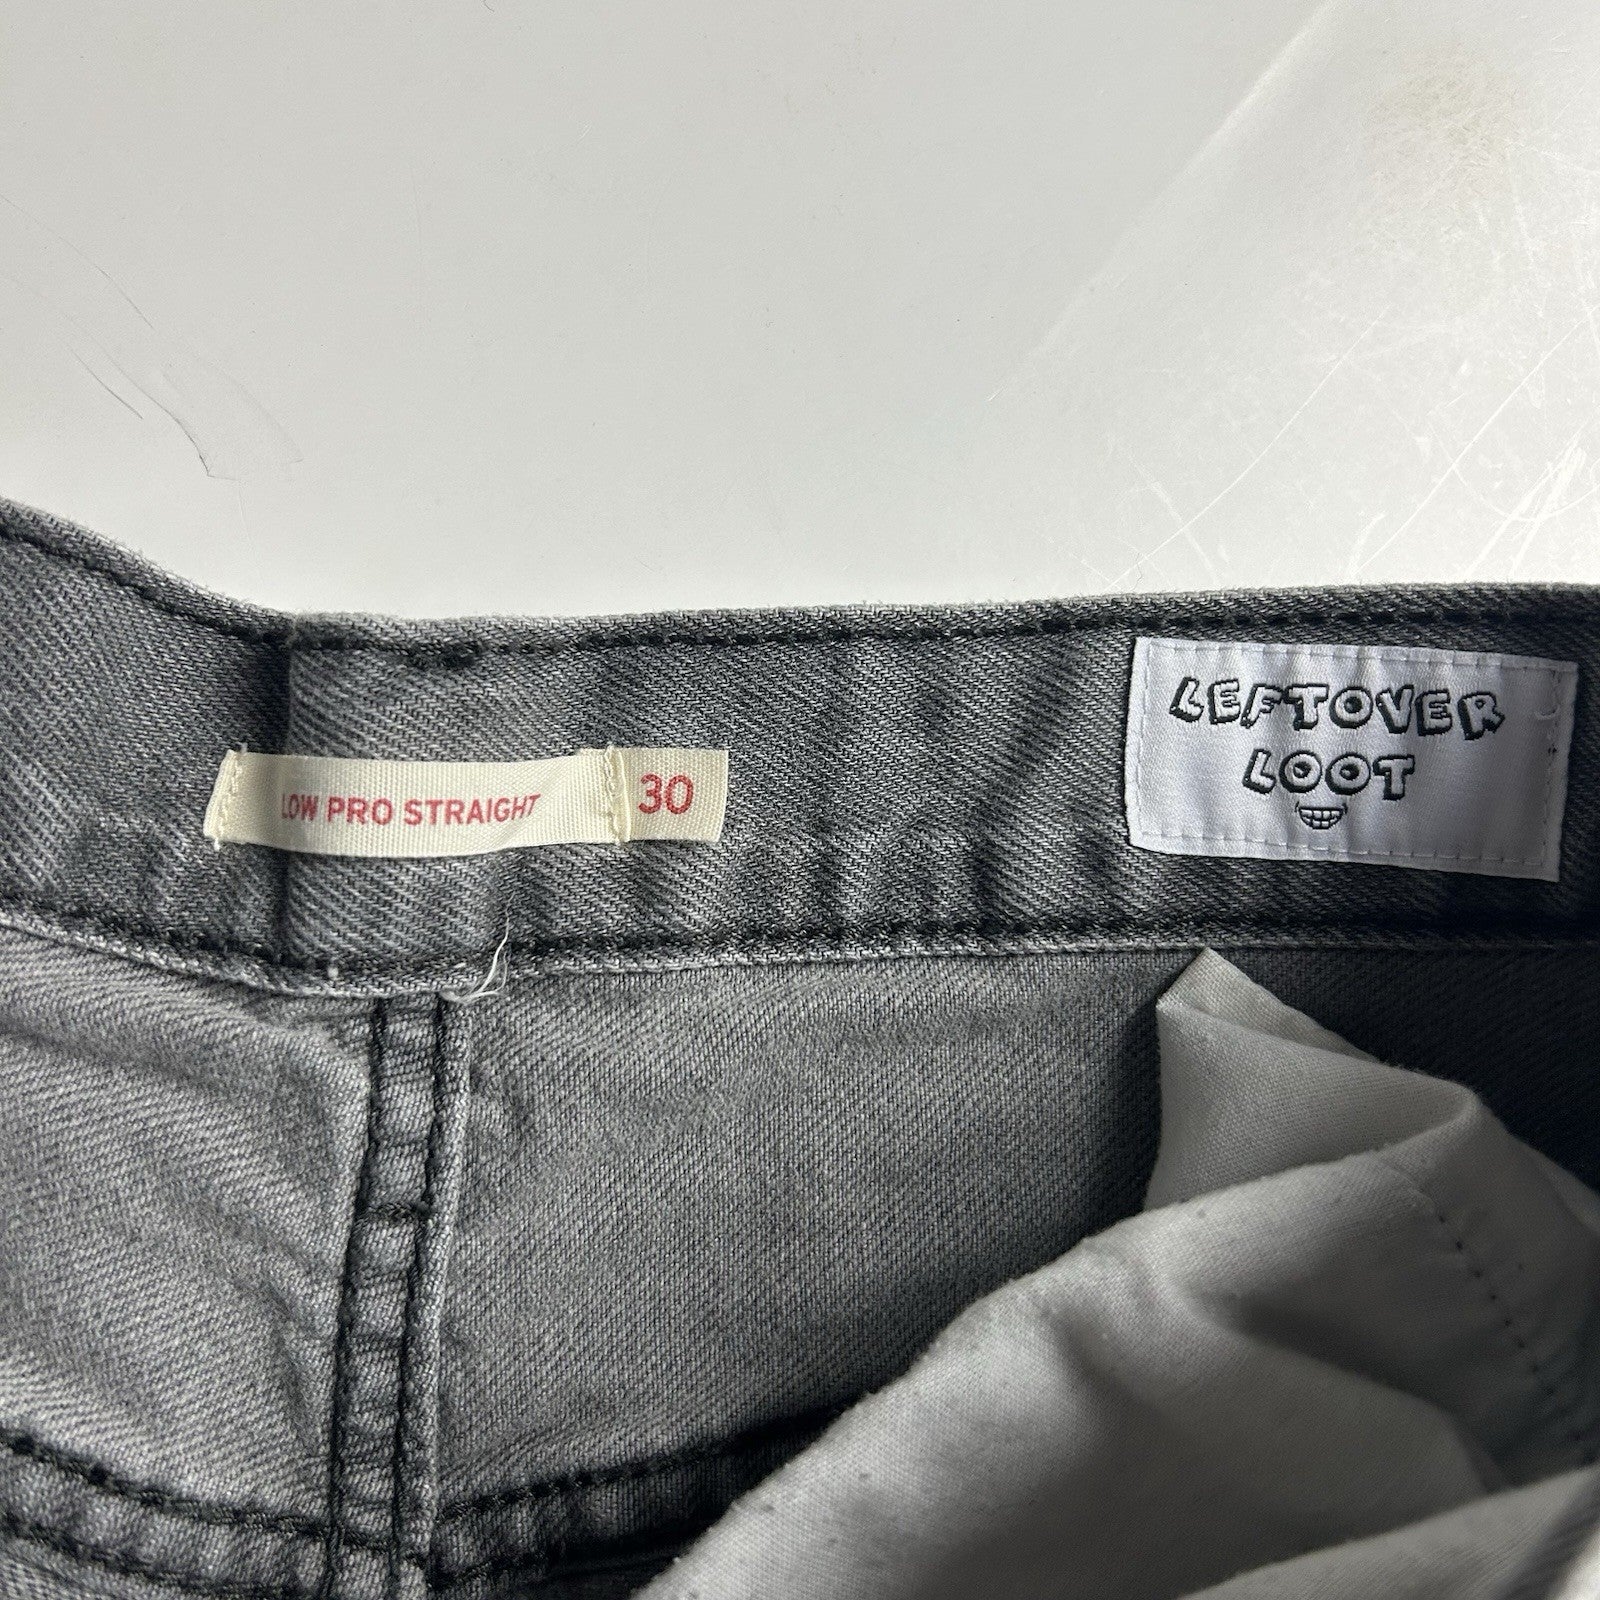 LOW PRO STRAIGHT
30
LEFTOVER
LOOT